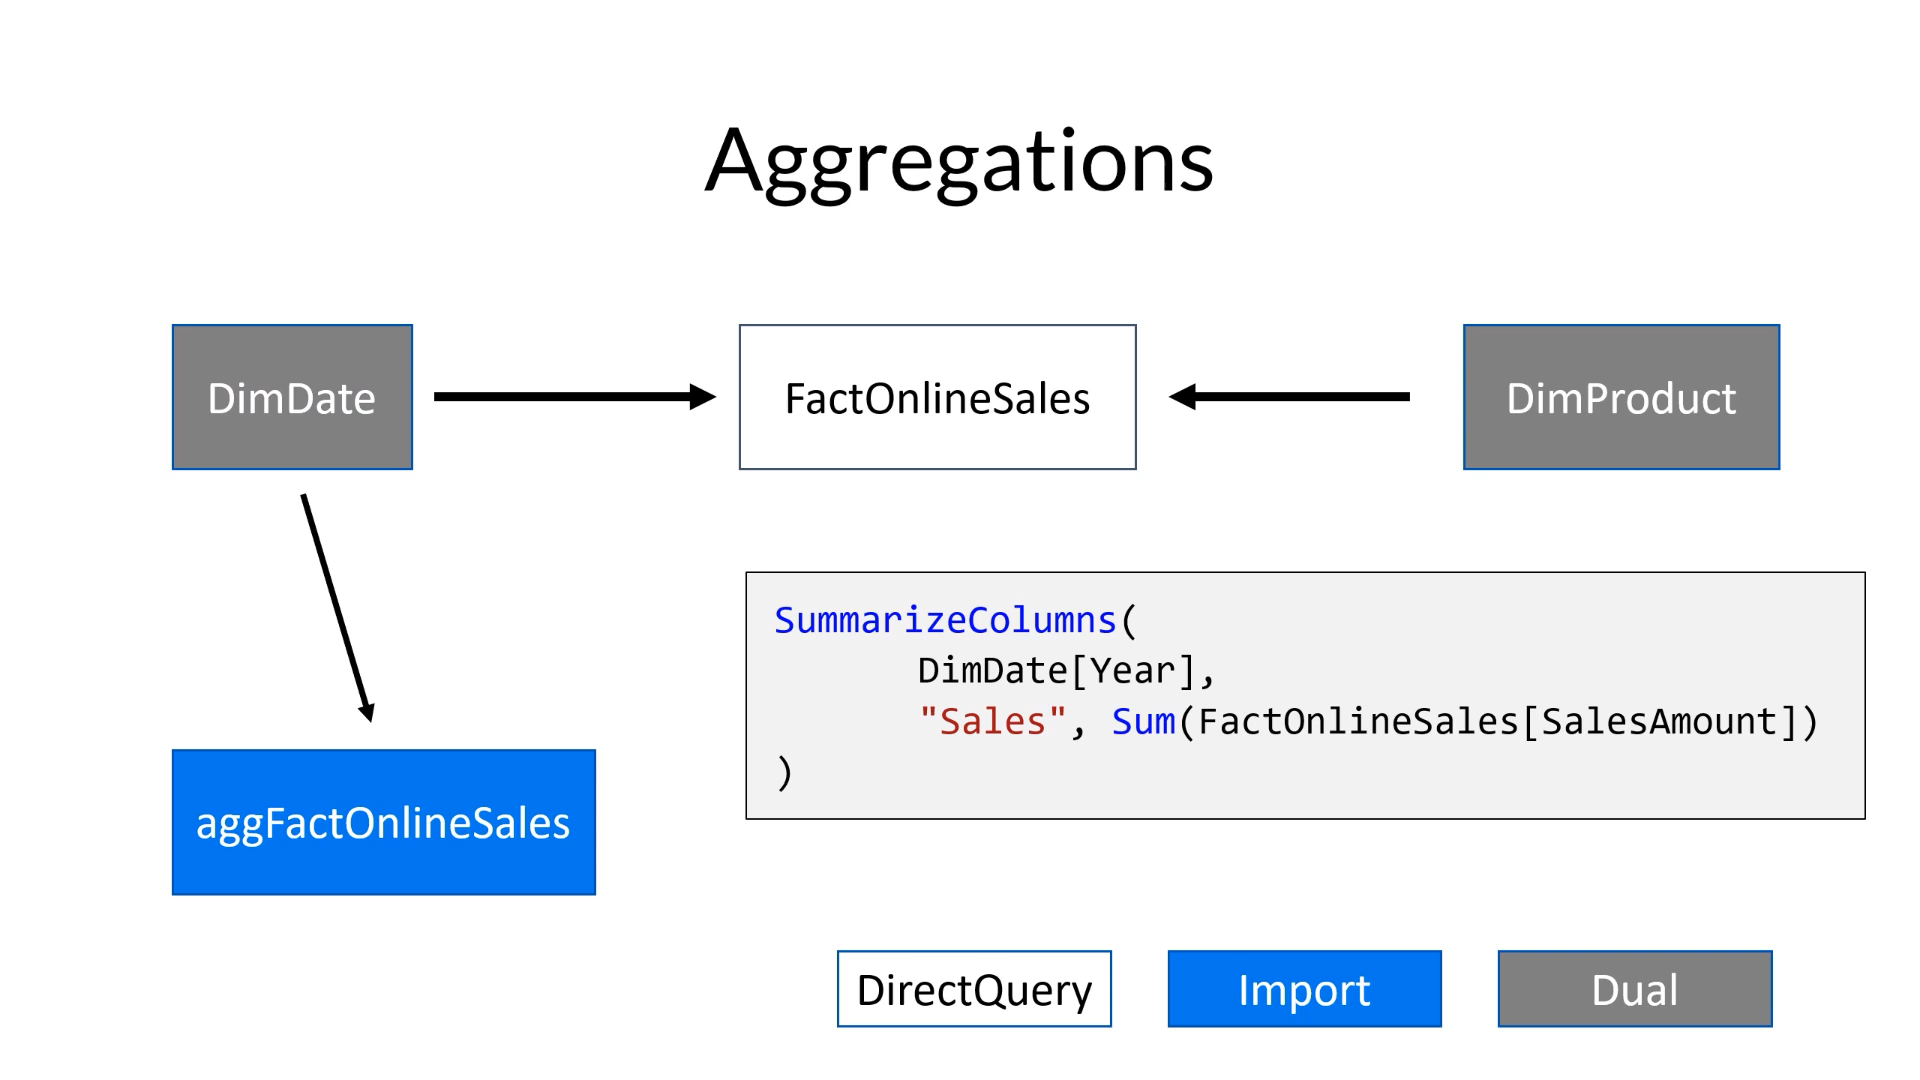 Aggregations
DimDate
FactOnlineSales
DimProduct
SummarizeColumns(
DimDate[Year],
"Sales", Sum(FactOnlineSales[SalesAmount])
)
aggFactOnlineSales
DirectQuery
Import
Dual